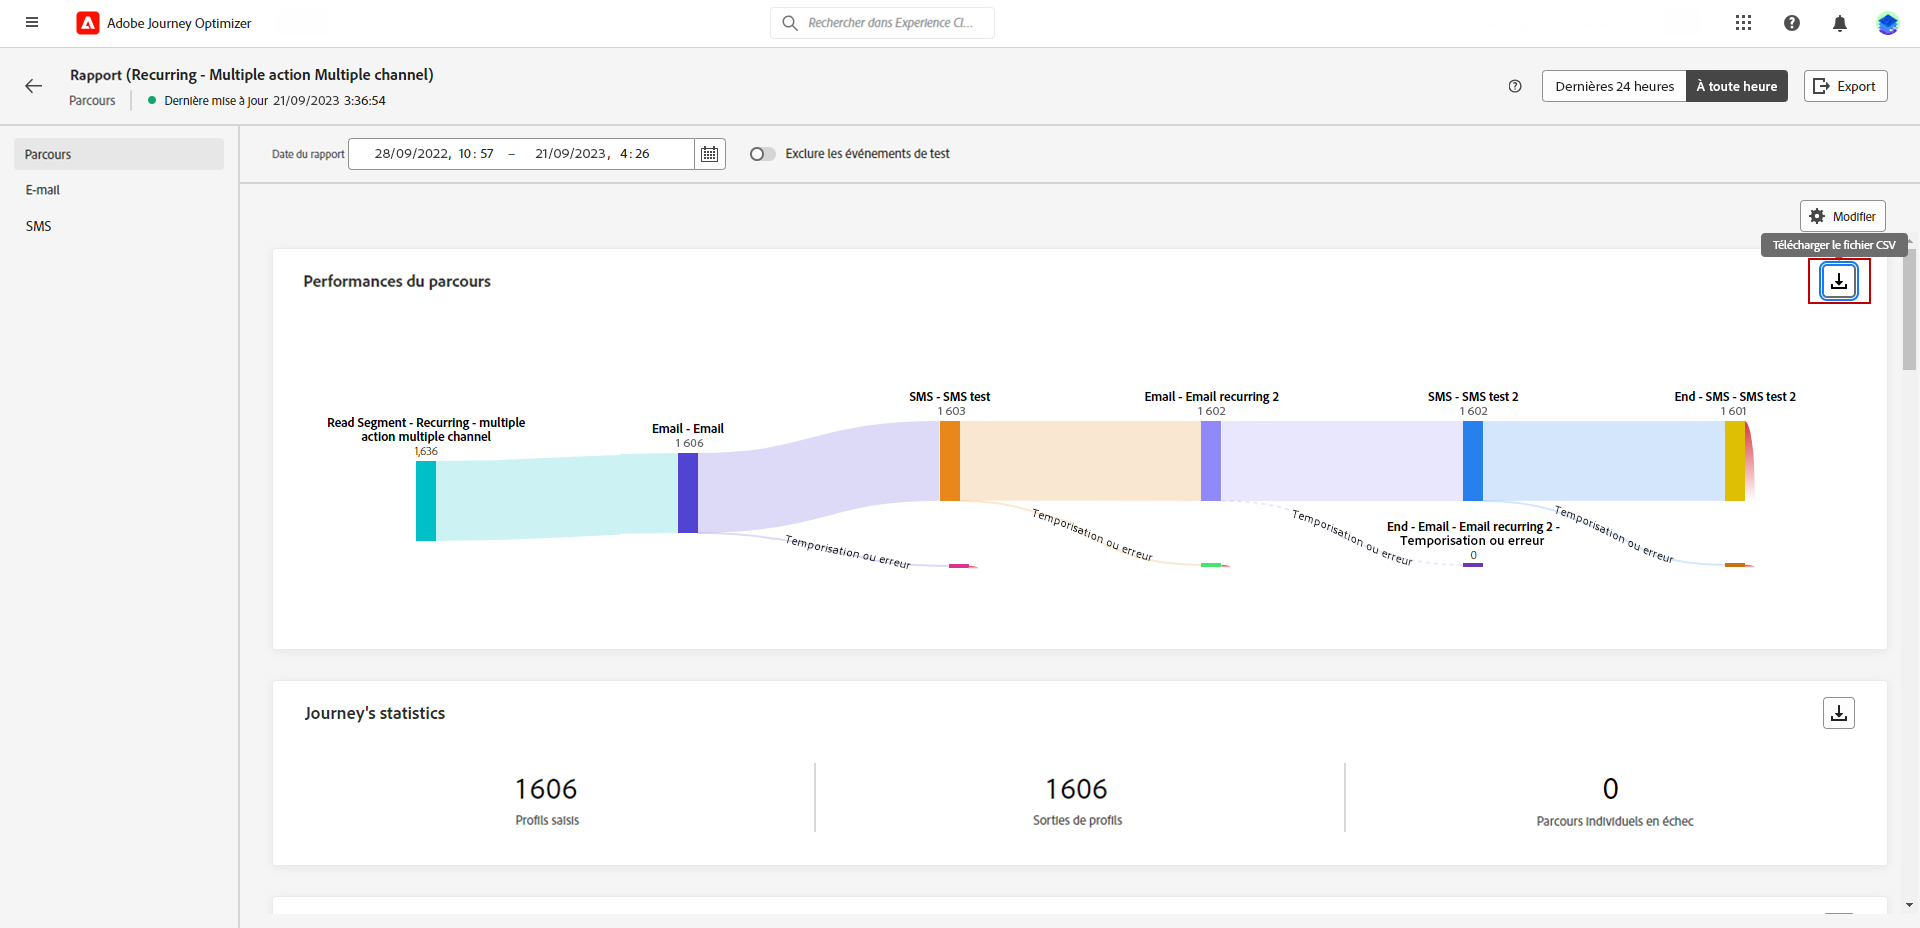 Adobe Journey Optimizer
Rechercher dans Experience Cl...
Rapport (Recurring - Multiple action Multiple channel)
Parcours
Dernière mise à jour 21/09/2023 3:36:54
Dernières 24 heures
À toute heure
Export
Parcours
E-mail
SMS
Date du rapport
28/09/2022, 10:57 – 21/09/2023, 4:26
Exclure les événements de test
Modifier
Télécharger le fichier CSV
Performances du parcours
Read Segment - Recurring - multiple
action multiple channel
1,636
Email - Email
1 606
SMS - SMS test
1 603
Email - Email recurring 2
1 602
SMS - SMS test 2
1 602
End - SMS - SMS test 2
1 601
Temporisation ou erreur
Temporisation ou erreur
Temporisation ou erreur
End - Email - Email recurring 2 -
Temporisation ou erreur
0
Temporisation ou erreur
Journey's statistics
1606
Profils saisis
1606
Sorties de profils
0
Parcours individuels en échec